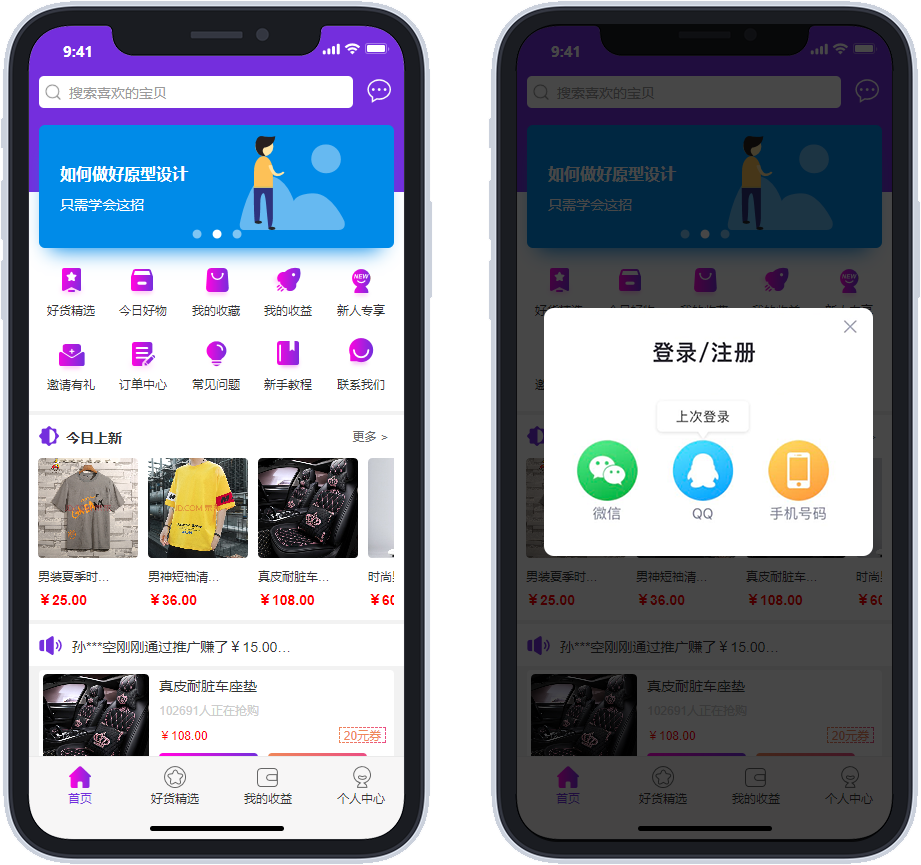 9:41
搜索喜欢的宝贝
如何做好原型设计
只需学会这招
好货精选 今日好物 我的收藏 我的收益 新人专享
NEW
邀请有礼 订单中心 常见问题 新手教程 联系我们
今日上新 更多 >
男装夏季时... 男神短袖清... 真皮耐脏车... 时尚
￥25.00 ￥36.00 ￥108.00 ￥60
孙***空刚刚通过推广赚了￥15.00...
真皮耐脏车座垫
102691人正在抢购
￥108.00 20元券
首页 好货精选 我的收益 个人中心
9:41
搜索喜欢的宝贝
如何做好原型设计
只需学会这招
NEW
登录/注册
上次登录
微信 QQ 手机号码
男装夏季时... 男神短袖清... 真皮耐脏车... 时尚
￥25.00 ￥36.00 ￥108.00 ￥60
孙***空刚刚通过推广赚了￥15.00...
真皮耐脏车座垫
102691人正在抢购
￥108.00 20元券
首页 好货精选 我的收益 个人中心